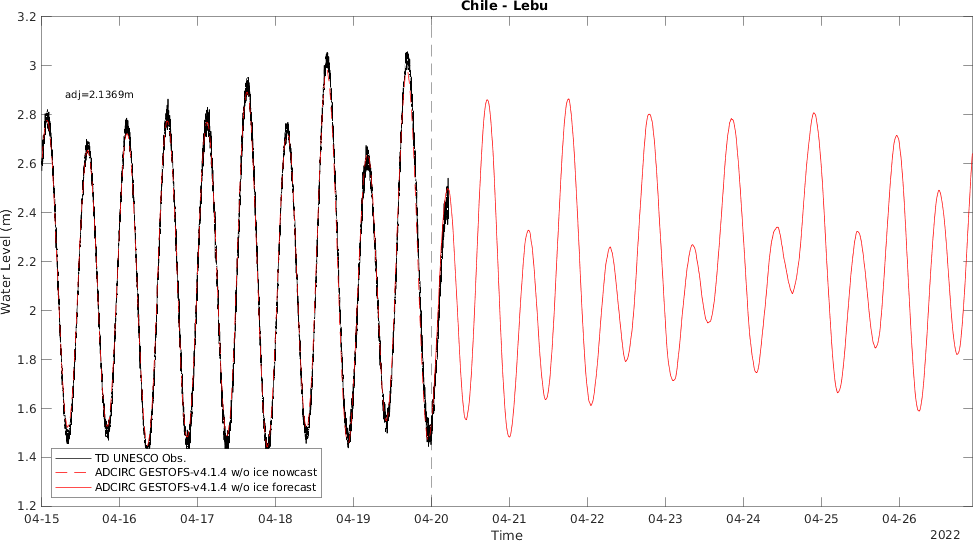 Chile - Lebu
3.2
3
2.8
2.6
2.4
2.2
2
1.8
1.6
1.4
1.2
Water Level (m)
adj=2.1369m
TD UNESCO Obs.
ADCIRC GESTOFS-v4.1.4 w/o ice nowcast
ADCIRC GESTOFS-v4.1.4 w/o ice forecast
04-15 04-16 04-17 04-18 04-19 04-20 04-21 04-22 04-23 04-24 04-25 04-26
Time
2022